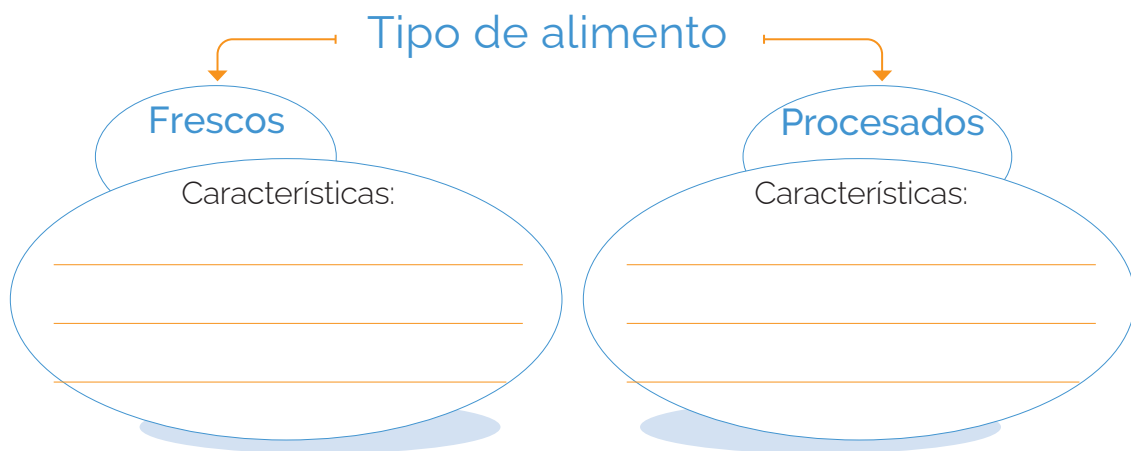 Tipo de alimento
Frescos
Procesados
Características:
Características: